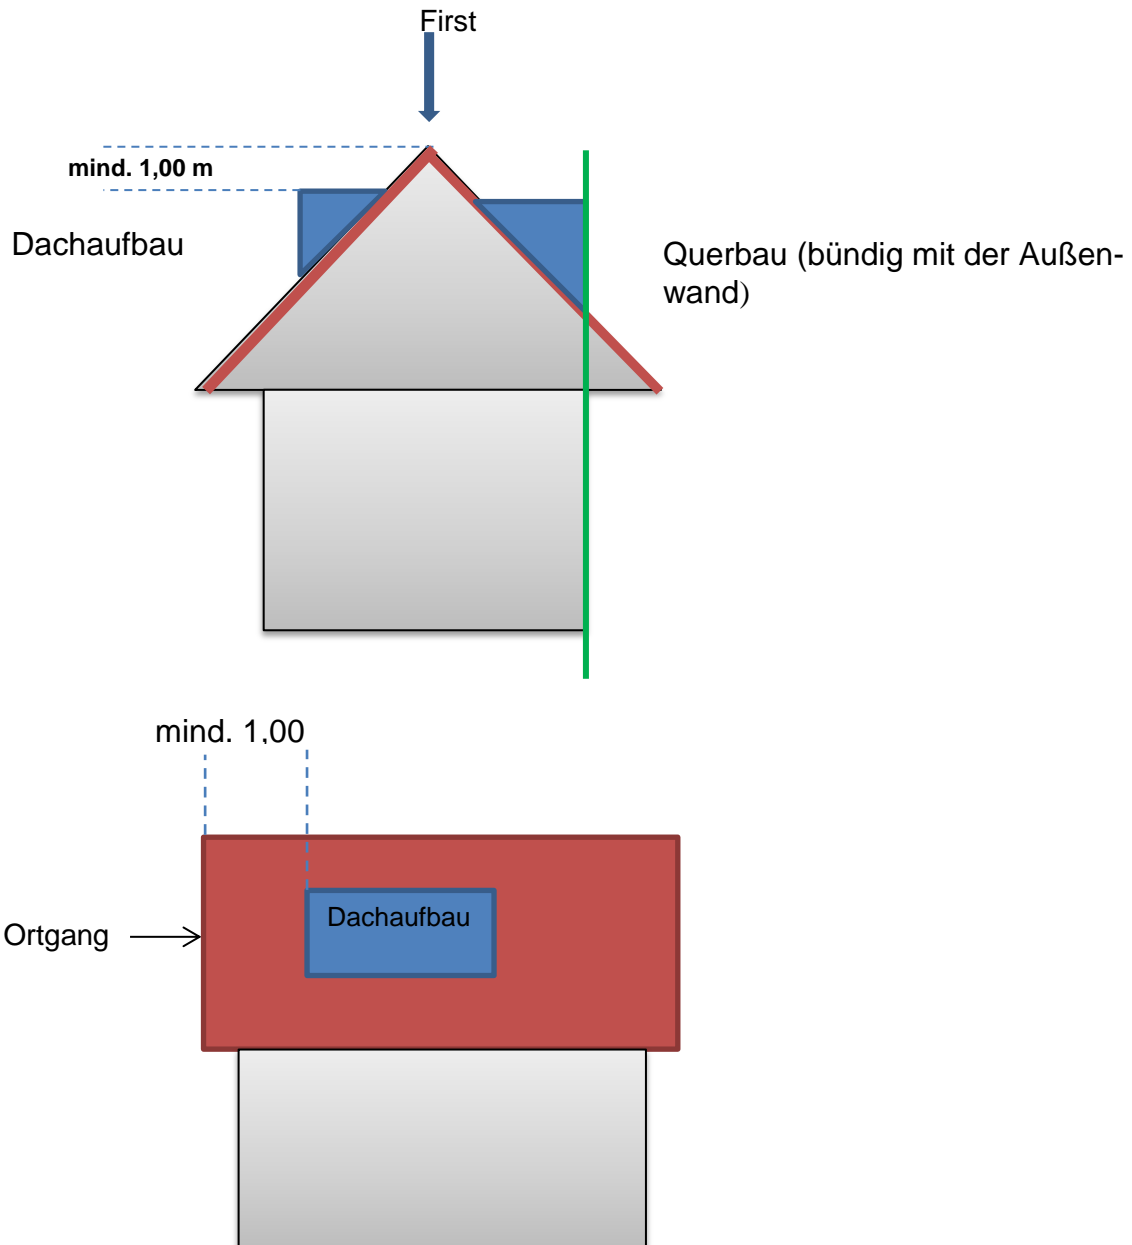 First
mind. 1,00 m
Dachaufbau
Querbau (bündig mit der Außen-
wand)
mind. 1,00
Dachaufbau
Ortgang